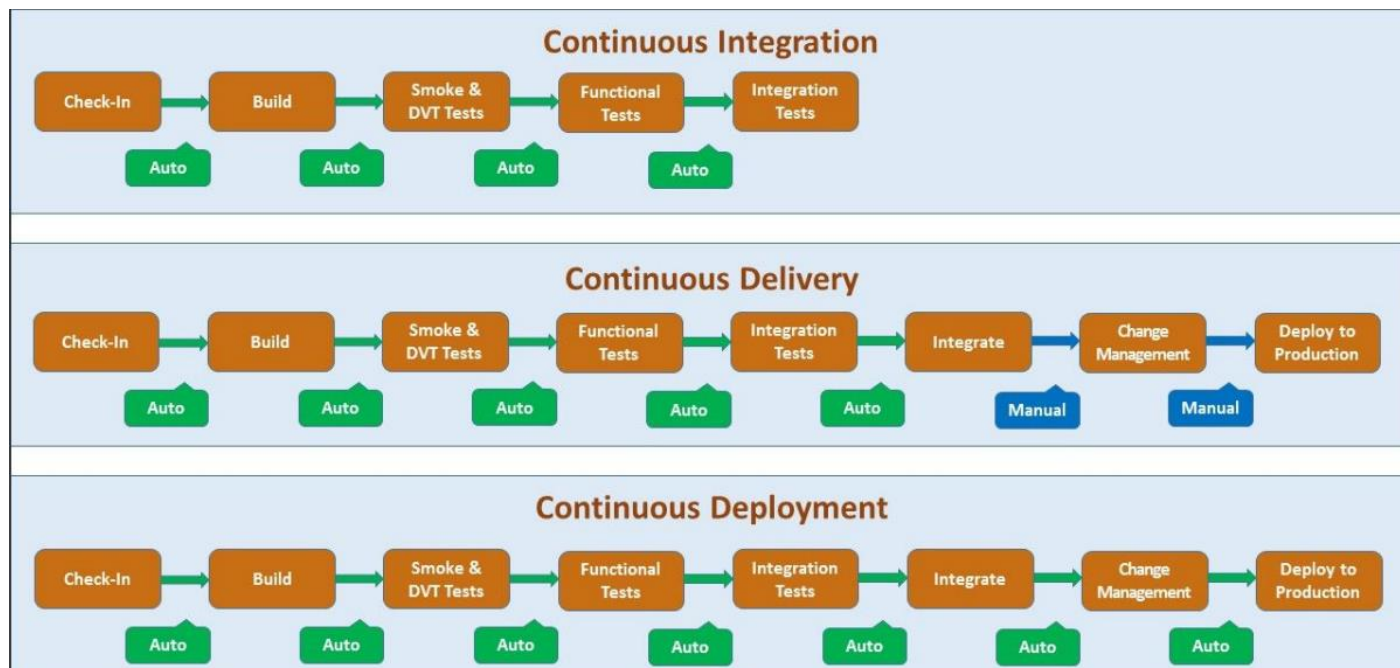 Continuous Integration
Check-In
Build
Smoke &
DVT Tests
Functional
Tests
Integration
Tests
Auto
Auto
Auto
Auto
Continuous Delivery
Check-In
Build
Smoke &
DVT Tests
Functional
Tests
Integration
Tests
Integrate
Change
Management
Deploy to
Production
Auto
Auto
Auto
Auto
Auto
Manual
Manual
Continuous Deployment
Check-In
Build
Smoke &
DVT Tests
Functional
Tests
Integration
Tests
Integrate
Change
Management
Deploy to
Production
Auto
Auto
Auto
Auto
Auto
Auto
Auto